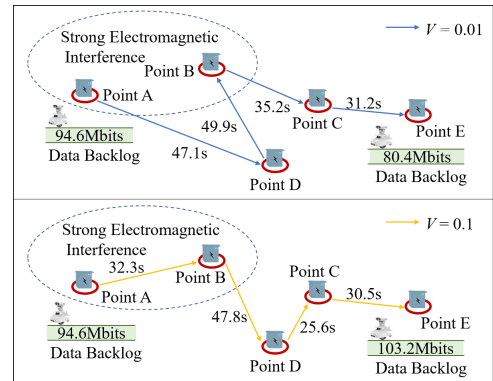 Strong Electromagnetic
Interference
V = 0.01
Point B
Point A
35.2s
31.2s
Point C
Point E
94.6Mbits
Data Backlog
49.9s
47.1s
80.4Mbits
Data Backlog
Point D
Strong Electromagnetic
Interference
V = 0.1
32.3s
Point B
Point A
Point C
30.5s
47.8s
25.6s
Point E
94.6Mbits
Data Backlog
103.2Mbits
Data Backlog
Point D